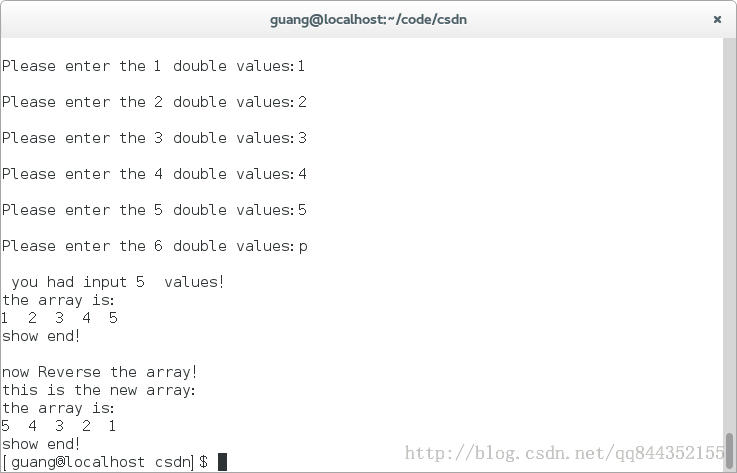 guang@localhost:~/code/csdn
×
Please enter the 1 double values:1
Please enter the 2 double values:2
Please enter the 3 double values:3
Please enter the 4 double values:4
Please enter the 5 double values:5
Please enter the 6 double values:p
 you had input 5  values!
the array is:
1  2  3  4  5
show end!
now Reverse the array!
this is the new array:
the array is:
5  4  3  2  1
show end!
[guang@localhost csdn]$
http://blog.csdn.net/qq844352155